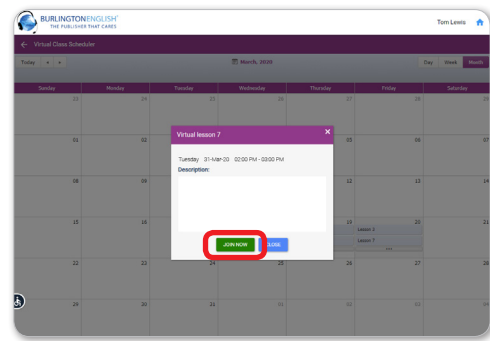 BURLINGTONENGLISH
THE PUBLISHER THAT CARES
Tom Lewis
Virtual Class Scheduler
Today
March, 2020
Day Week Month
Sunday Monday Tuesday Wednesday Thursday Friday Saturday
23 24 25 26 27 28 29
01 02 05 06 07
Virtual lesson 7 ×
Tuesday 31-Mar-20 02:00 PM - 03:00 PM
Description:
08 09 12 13 14
15 16 19 20 21
Lesson 3
Lesson 7
JOIN NOW CLOSE
22 23 24 25 26 27 28
29 30 31 01 02 03 04